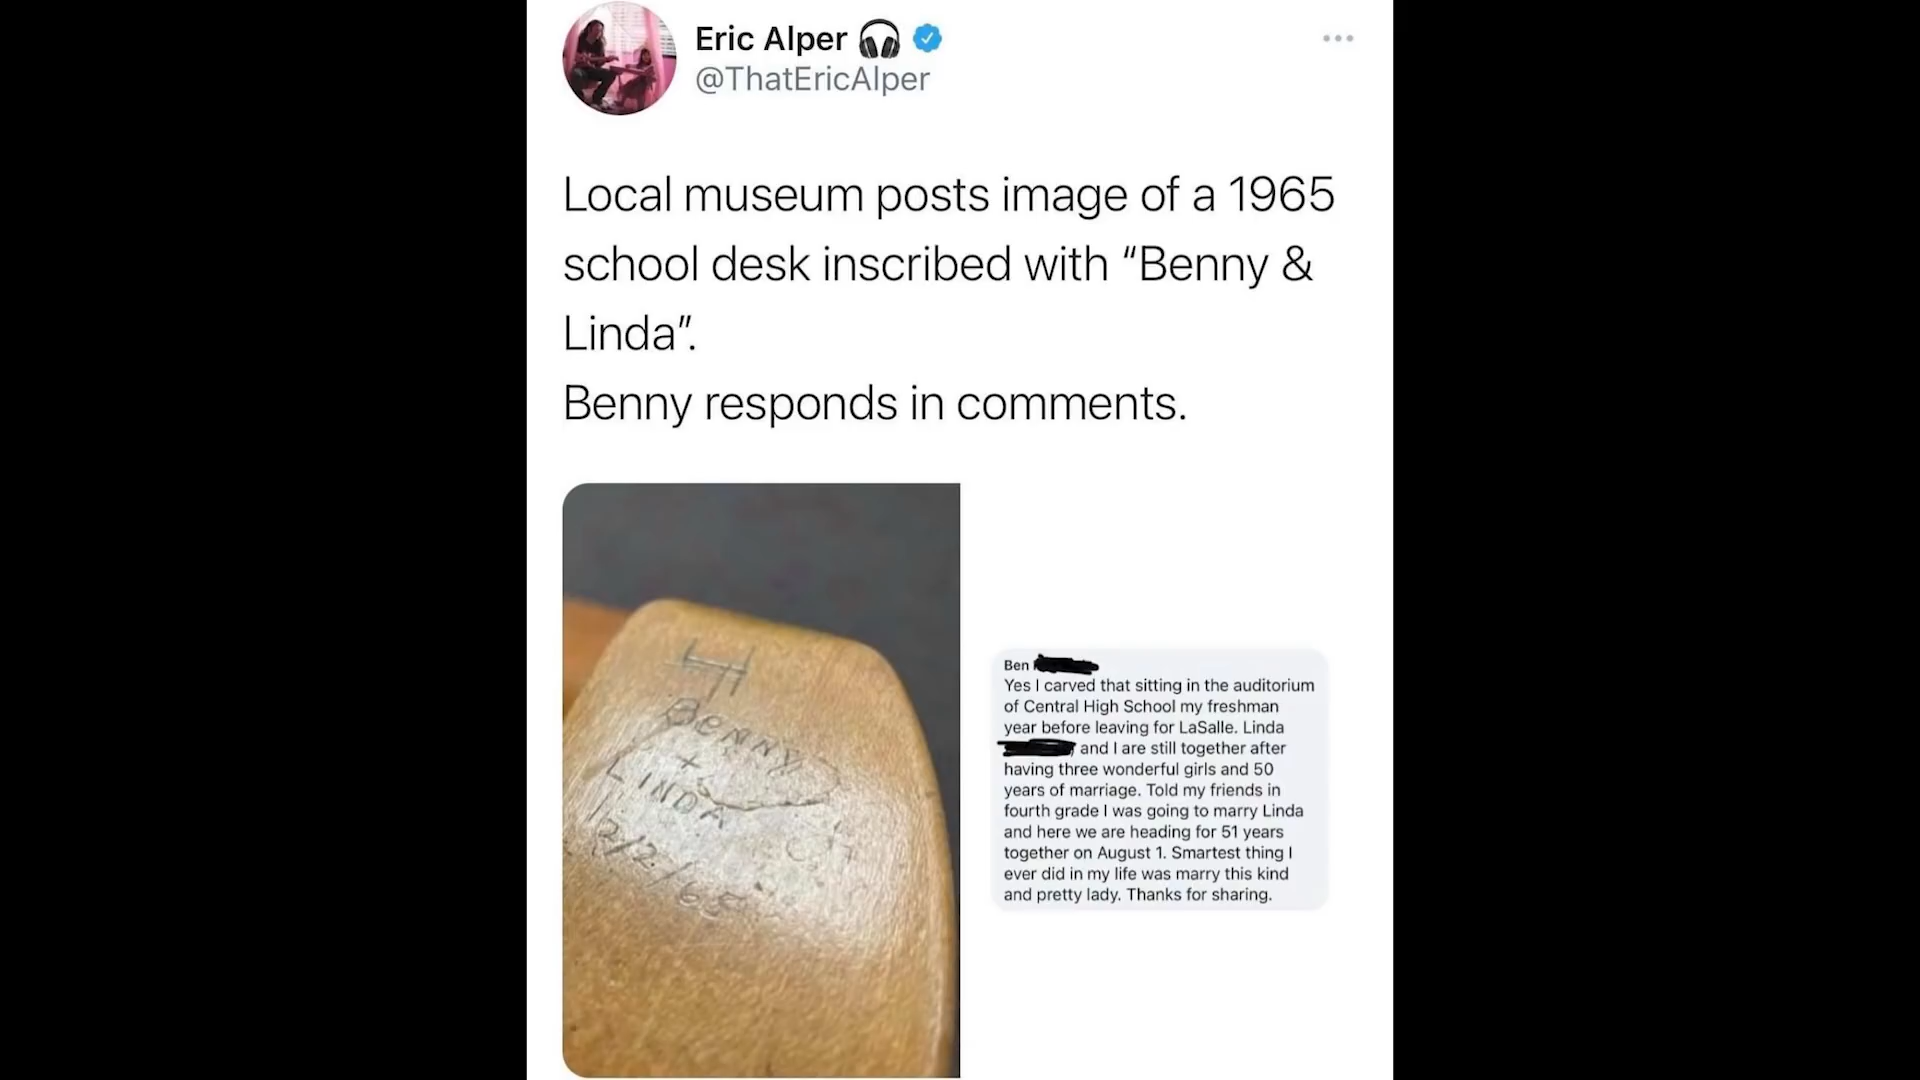 Eric Alper
@ThatEricAlper
Local museum posts image of a 1965
school desk inscribed with “Benny &
Linda”.
Benny responds in comments.
BENNY
+
LINDA
12/2/65
Ben
Yes I carved that sitting in the auditorium
of Central High School my freshman
year before leaving for LaSalle. Linda
and I are still together after
having three wonderful girls and 50
years of marriage. Told my friends in
fourth grade I was going to marry Linda
and here we are heading for 51 years
together on August 1. Smartest thing I
ever did in my life was marry this kind
and pretty lady. Thanks for sharing.